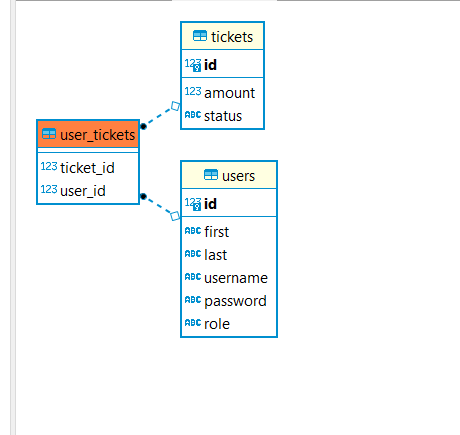 tickets
123 id
123 amount
ABC status
user_tickets
123 ticket_id
123 user_id
users
123 id
ABC first
ABC last
ABC username
ABC password
ABC role